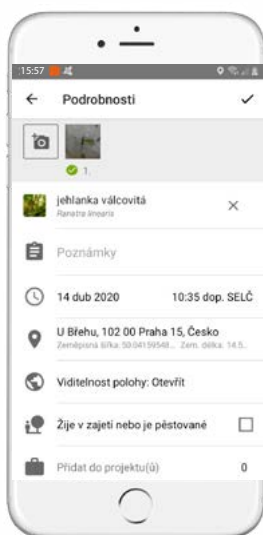 15:57
Podrobnosti
1.
jehlanka válcovitá
Ranatra linearis
Poznámky
14 dub 2020 10:35 dop. SELČ
U Břehu, 102 00 Praha 15, Česko
Zeměpisná šířka: 50.04159548... Zem. délka: 14.5...
Viditelnost polohy: Otevřít
Žije v zajetí nebo je pěstované
Přidat do projektu(ů) 0